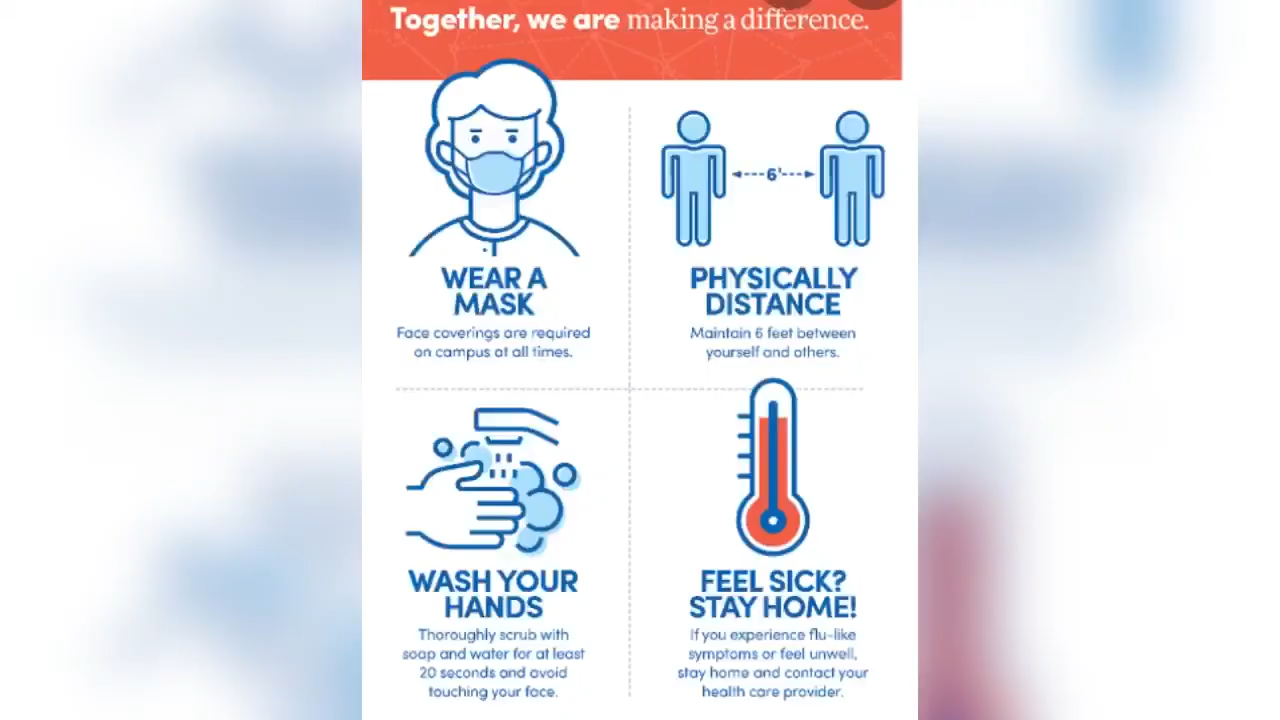 Together, we are making a difference.
6'
WEAR A
MASK
Face coverings are required
on campus at all times.
PHYSICALLY
DISTANCE
Maintain 6 feet between
yourself and others.
WASH YOUR
HANDS
Thoroughly scrub with
soap and water for at least
20 seconds and avoid
touching your face.
FEEL SICK?
STAY HOME!
If you experience flu-like
symptoms or feel unwell,
stay home and contact your
health care provider.